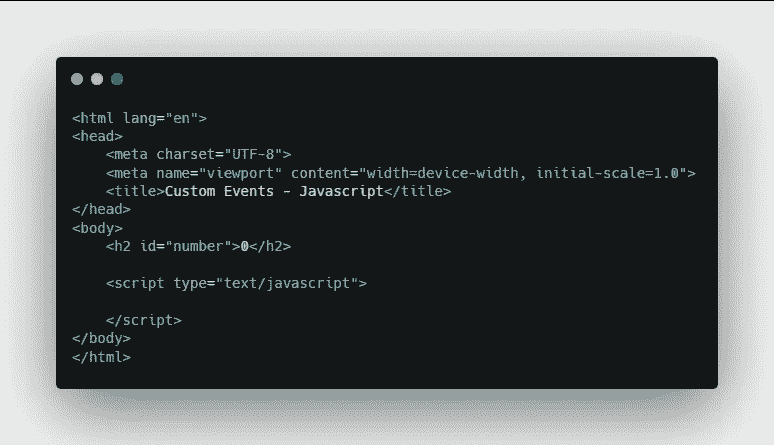 <html lang="en">
<head>
    <meta charset="UTF-8">
    <meta name="viewport" content="width=device-width, initial-scale=1.0">
    <title>Custom Events - Javascript</title>
</head>
<body>
    <h2 id="number">0</h2>

    <script type="text/javascript">

    </script>
</body>
</html>